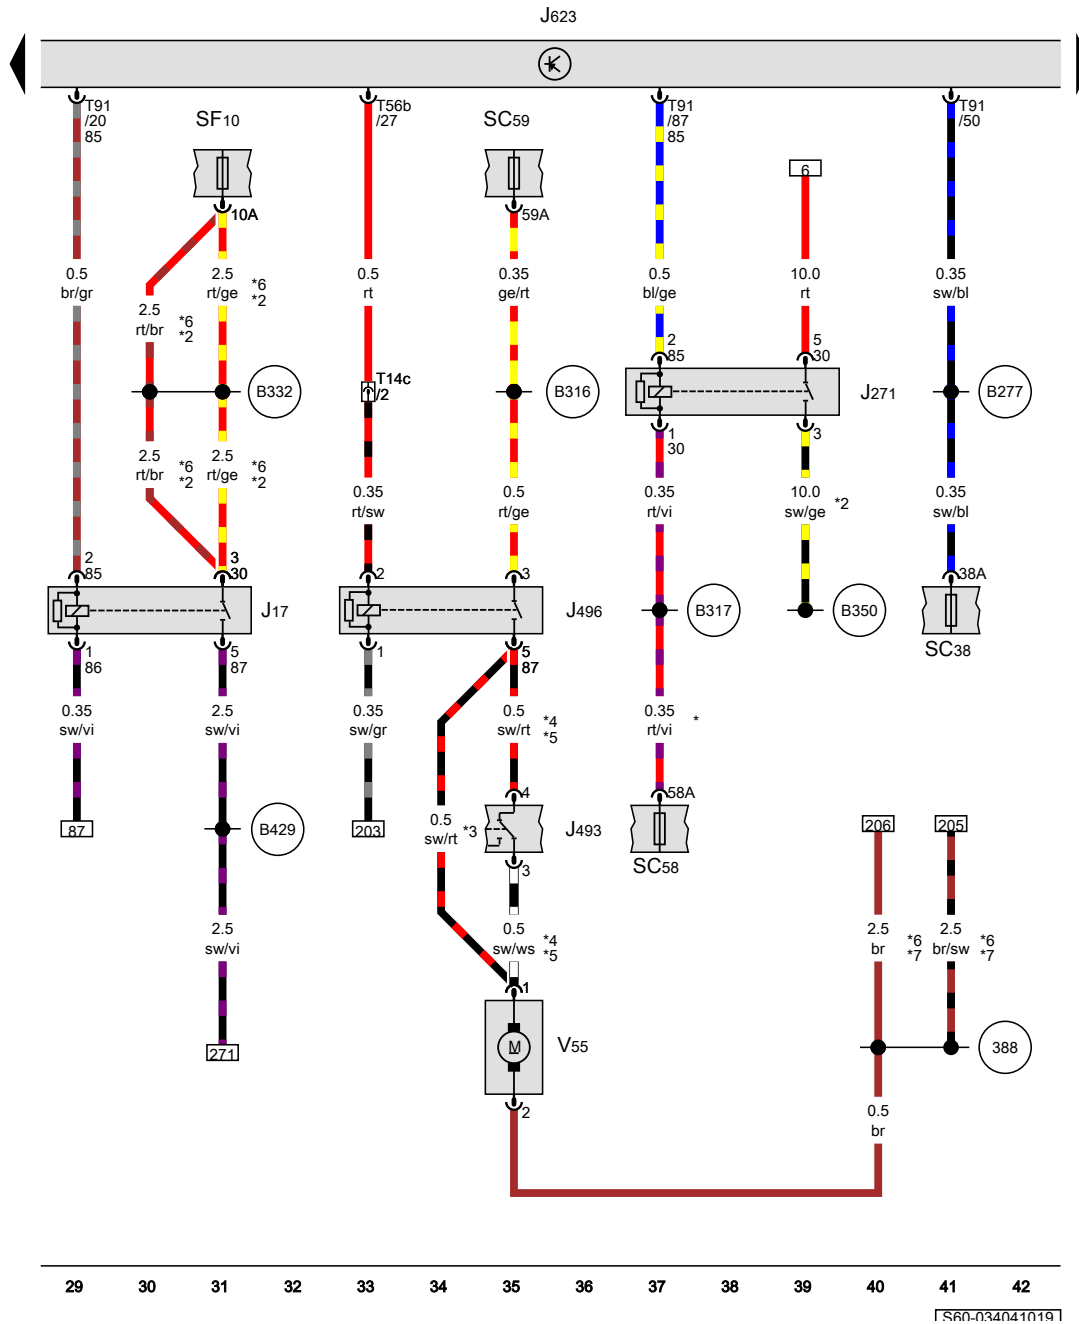 J623
T91
/20
85
SF10
T56b
/27
SC59
T91
/87
85
T91
/50
6
10A
59A
0.5
br/gr
2.5
rt/ge
*6
*2
0.5
rt
0.35
ge/rt
0.5
bl/ge
10.0
rt
0.35
sw/bl
2.5
rt/br
*6
*2
2
85
5
30
B332
T14c
/2
B316
J271
B277
1
30
3
2.5
rt/br
*6
*2
2.5
rt/ge
*6
*2
0.35
rt/sw
0.5
rt/ge
0.35
rt/vi
10.0
sw/ge
*2
0.35
sw/bl
2
85
3
30
2
3
38A
J17
J496
B317
B350
SC38
1
86
5
87
1
5
87
0.35
sw/vi
2.5
sw/vi
0.35
sw/gr
0.5
sw/rt
*4
*5
0.35
rt/vi
*
4
58A
87
B429
203
0.5
sw/rt
*3
J493
SC58
206
205
3
2.5
sw/vi
0.5
sw/ws
*4
*5
2.5
br
*6
*7
2.5
br/sw
*6
*7
1
271
M
V55
388
2
0.5
br
29 30 31 32 33 34 35 36 37 38 39 40 41 42
S60-034041019